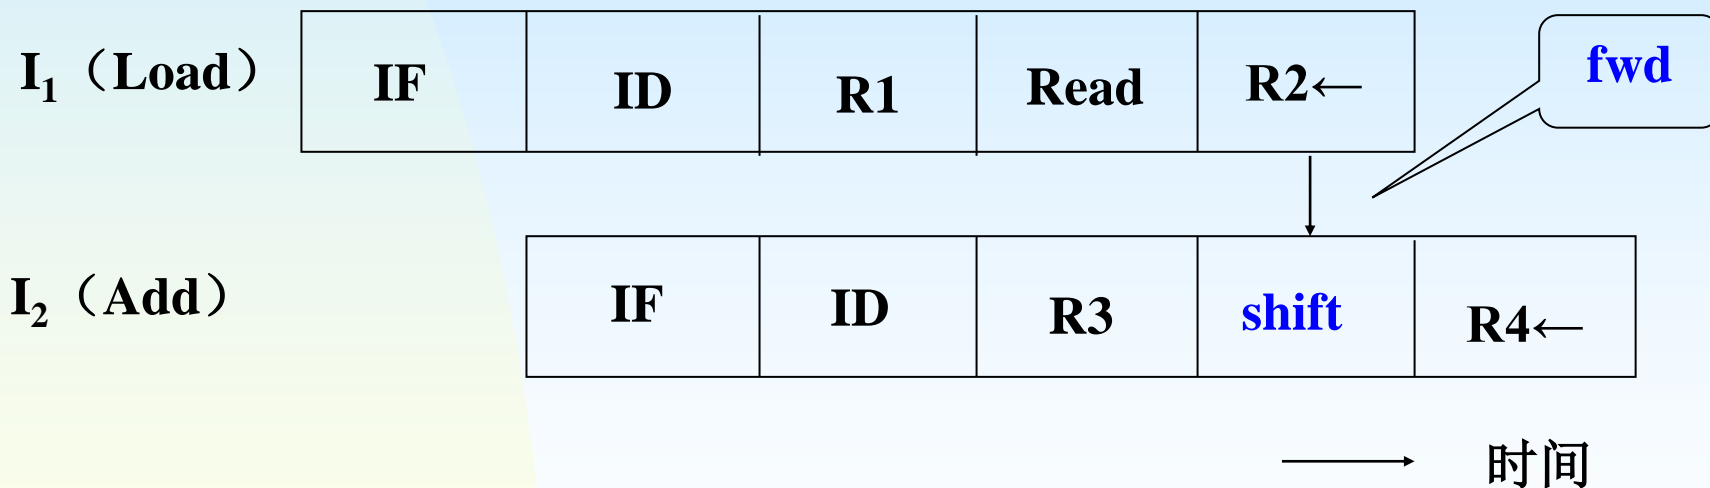 I₁（Load） IF ID R1 Read R2← fwd
I₂（Add） IF ID R3 shift R4←
时间